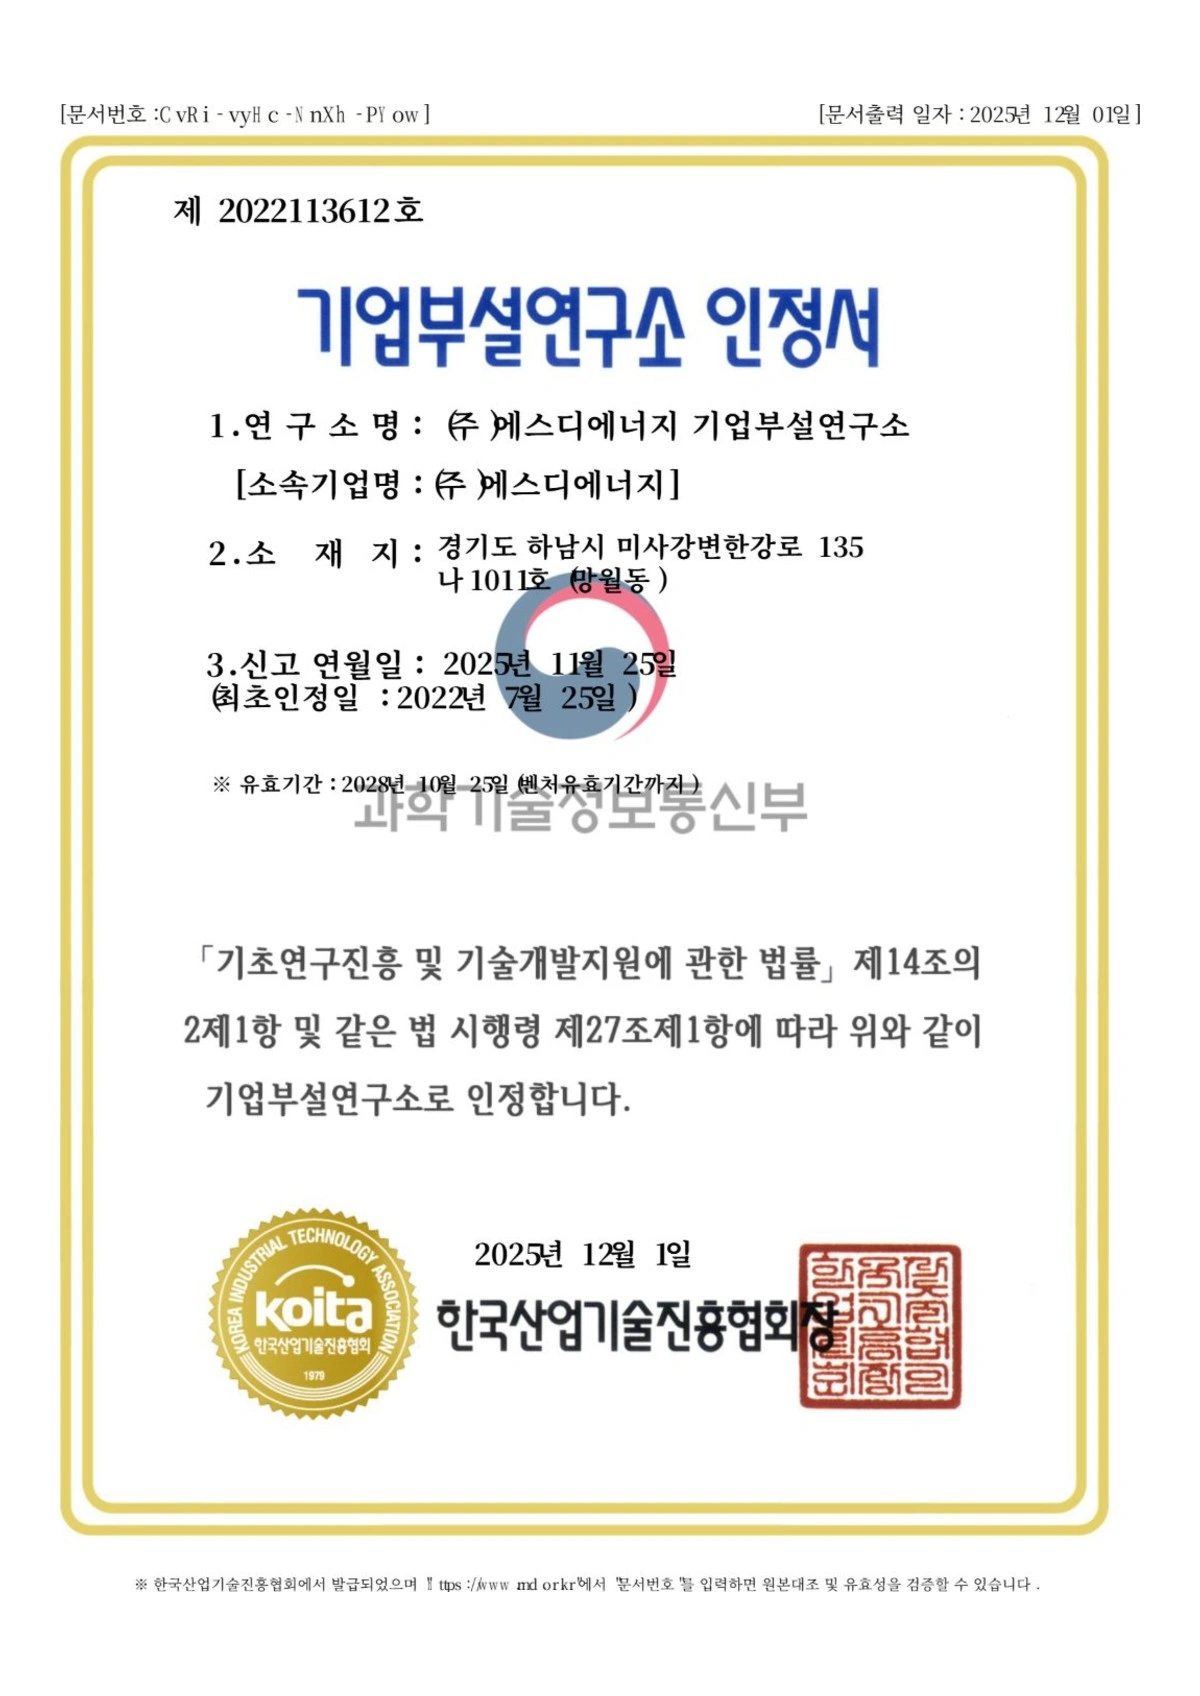 [문서번호 :CvRi-vyHc-NnXh-PYow]
[문서출력 일자 : 2025년 12월 01일]
제 2022113612호
기업부설연구소 인정서
1.연 구 소 명 : (주)에스디에너지 기업부설연구소
[소속기업명 : (주)에스디에너지]
2.소 재 지 : 경기도 하남시 미사강변한강로 135
나 1011호 (망월동)
3.신고 연월일 : 2025년 11월 25일
(최초인정일 : 2022년 7월 25일)
※ 유효기간 : 2028년 10월 25일 (벤처유효기간까지)
과학기술정보통신부
「기초연구진흥 및 기술개발지원에 관한 법률」 제14조의
2제1항 및 같은 법 시행령 제27조제1항에 따라 위와 같이
기업부설연구소로 인정합니다.
KOREA INDUSTRIAL TECHNOLOGY ASSOCIATION
koita
한국산업기술진흥협회
1979
2025년 12월 1일
한국산업기술진흥협회장
※ 한국산업기술진흥협회에서 발급되었으며 에서 "문서번호"를 입력하면 원본대조 및 유효성을 검증할 수 있습니다.